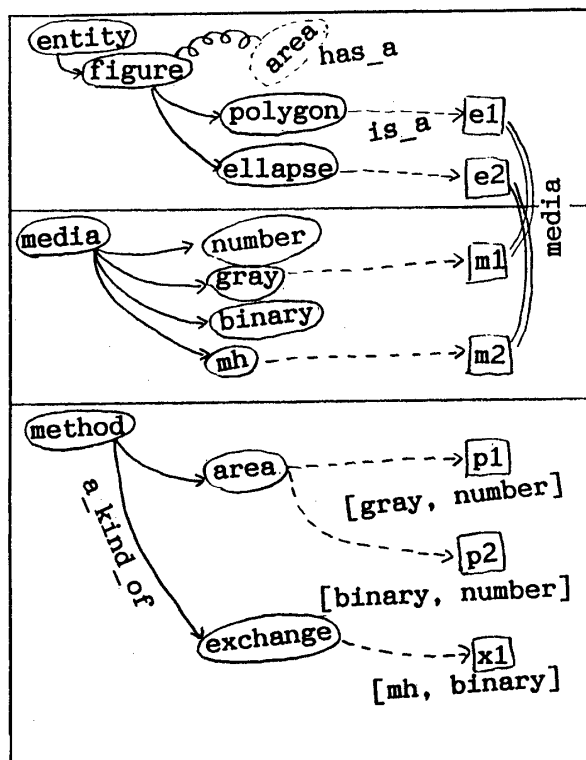 entity
figure
area
has_a
polygon
is_a
e1
ellapse
e2
media
media
number
gray
m1
binary
mh
m2
method
a_kind_of
area
p1
[gray, number]
p2
[binary, number]
exchange
x1
[mh, binary]